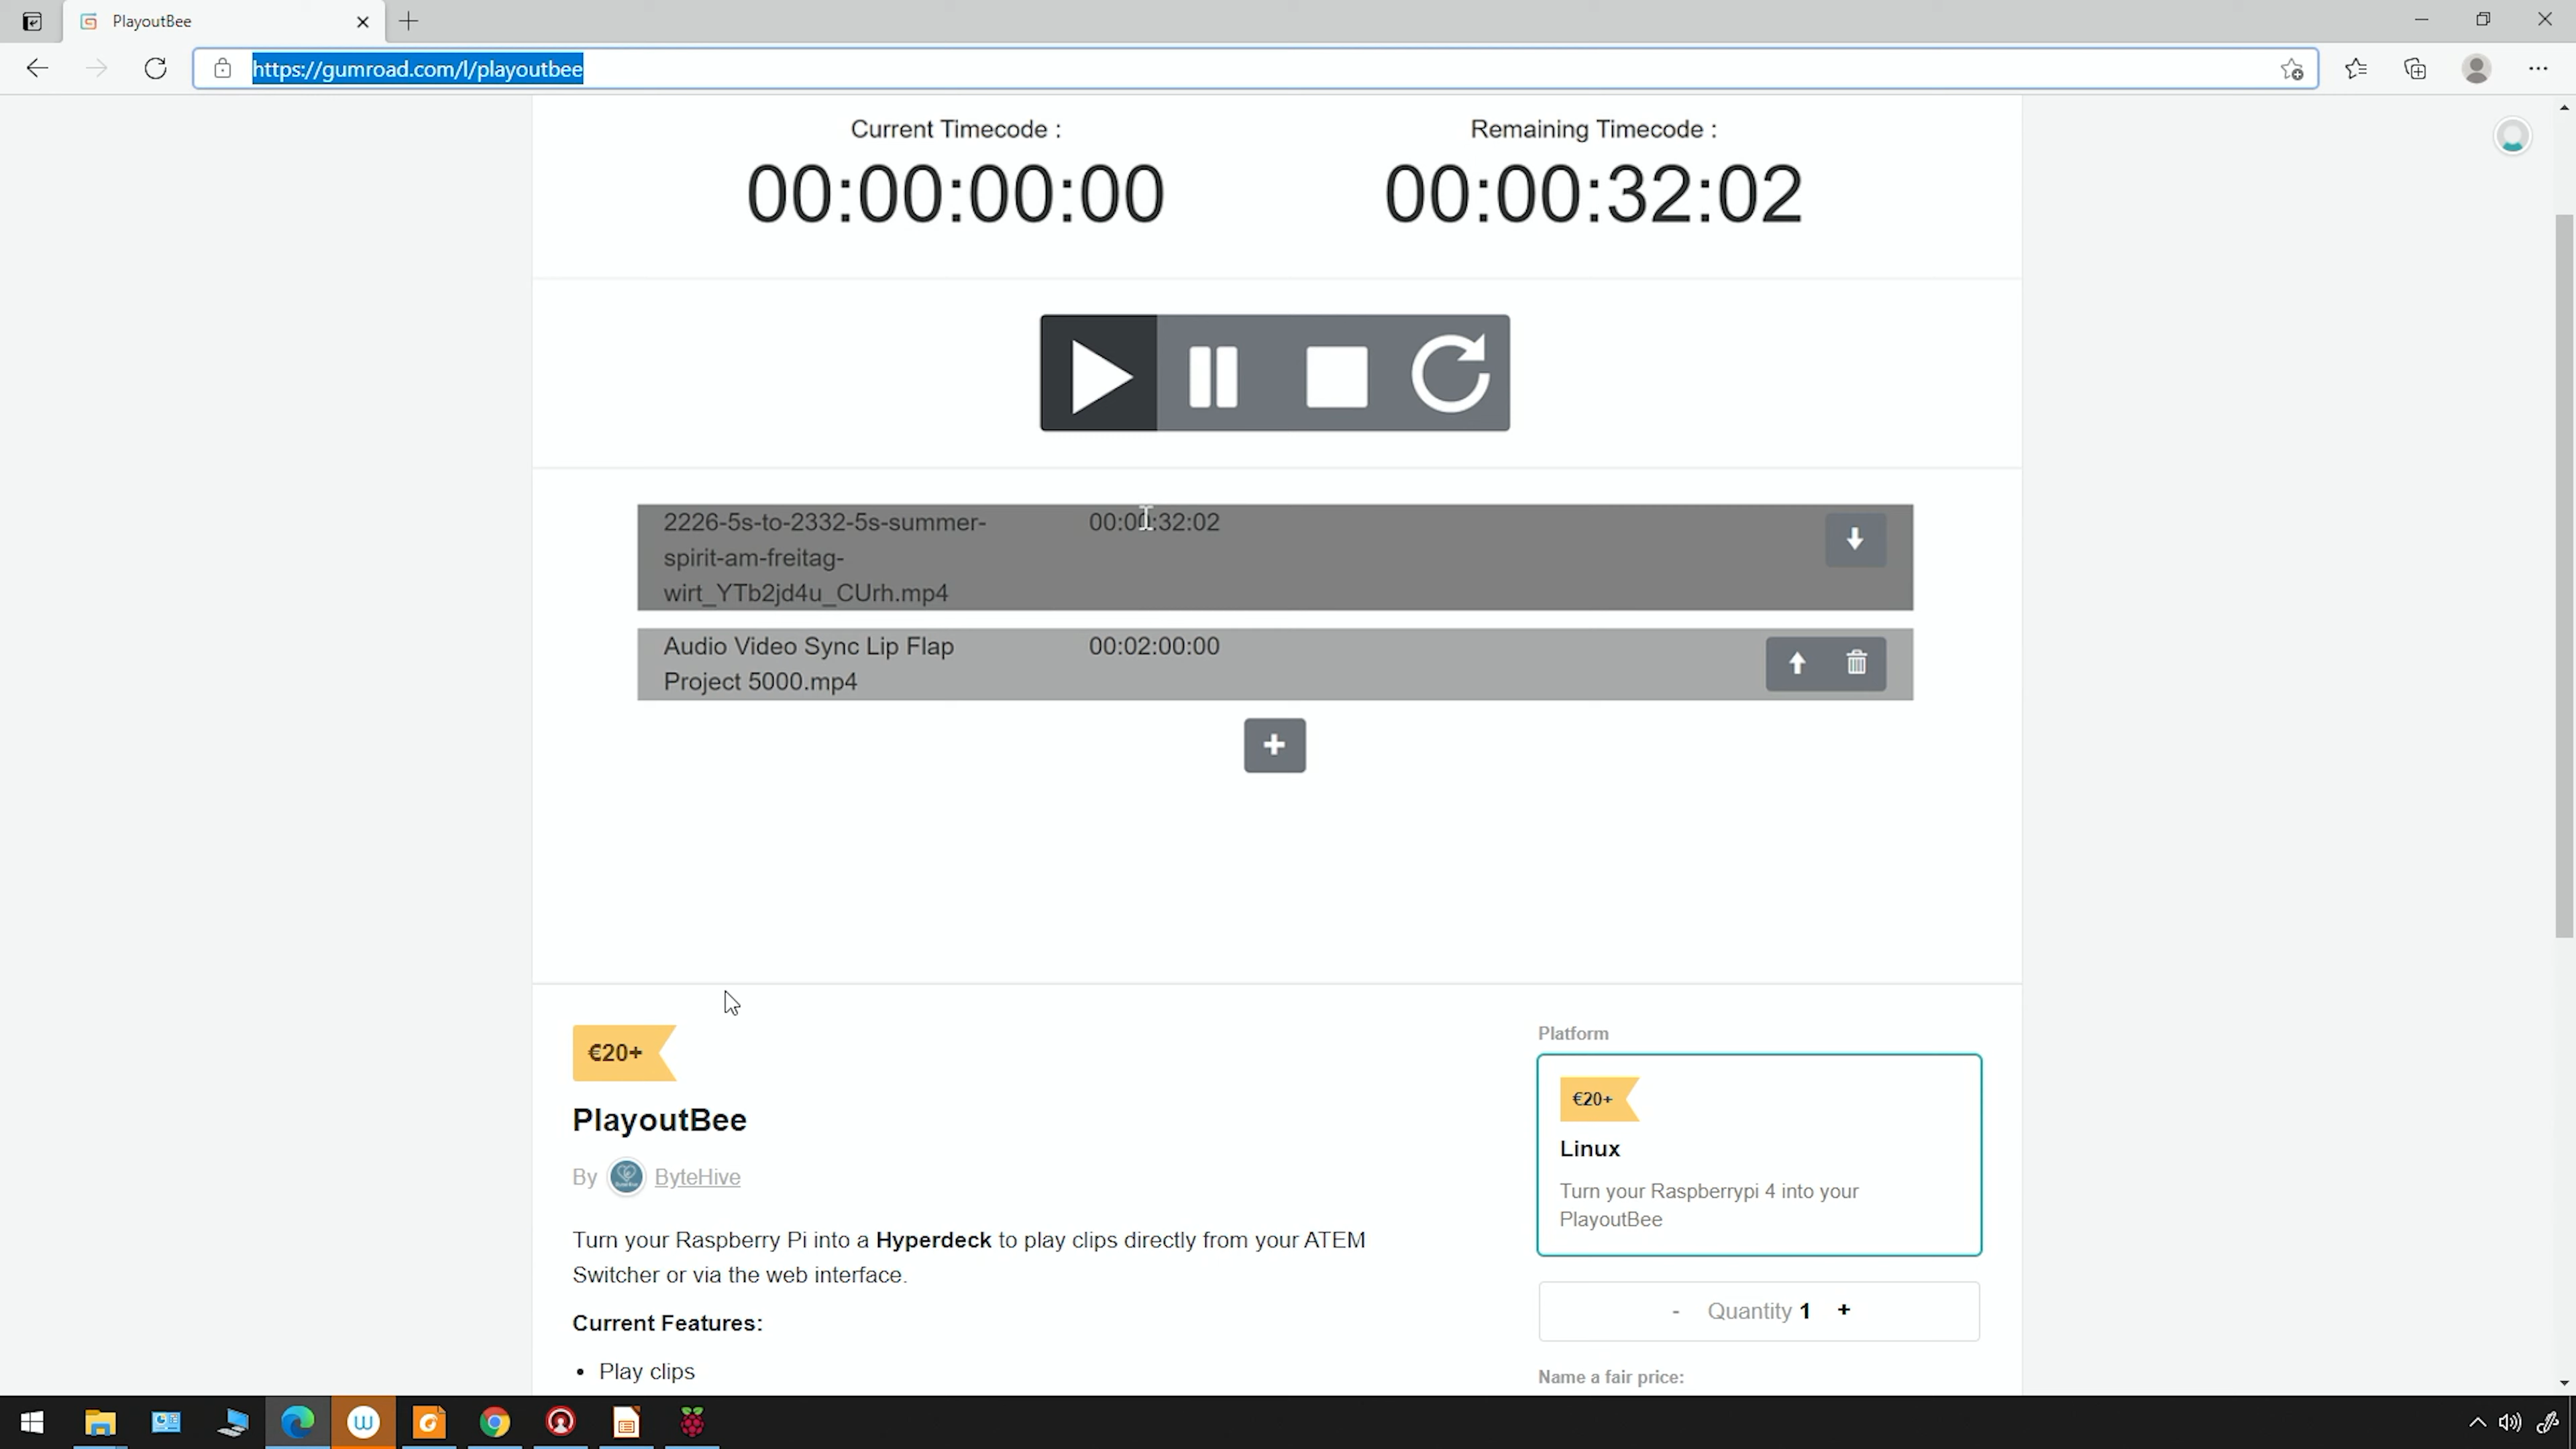 PlayoutBee
https://gumroad.com/l/playoutbee
Current Timecode :
Remaining Timecode :
00:00:00:00
00:00:32:02
2226-5s-to-2332-5s-summer-
spirit-am-freitag-
wirt_YTb2jd4u_CUrh.mp4
00:00:32:02
Audio Video Sync Lip Flap
Project 5000.mp4
00:02:00:00
€20+
PlayoutBee
By ByteHive
Turn your Raspberry Pi into a Hyperdeck to play clips directly from your ATEM
Switcher or via the web interface.
Current Features:
• Play clips
Platform
€20+
Linux
Turn your Raspberrypi 4 into your
PlayoutBee
- Quantity 1 +
Name a fair price: